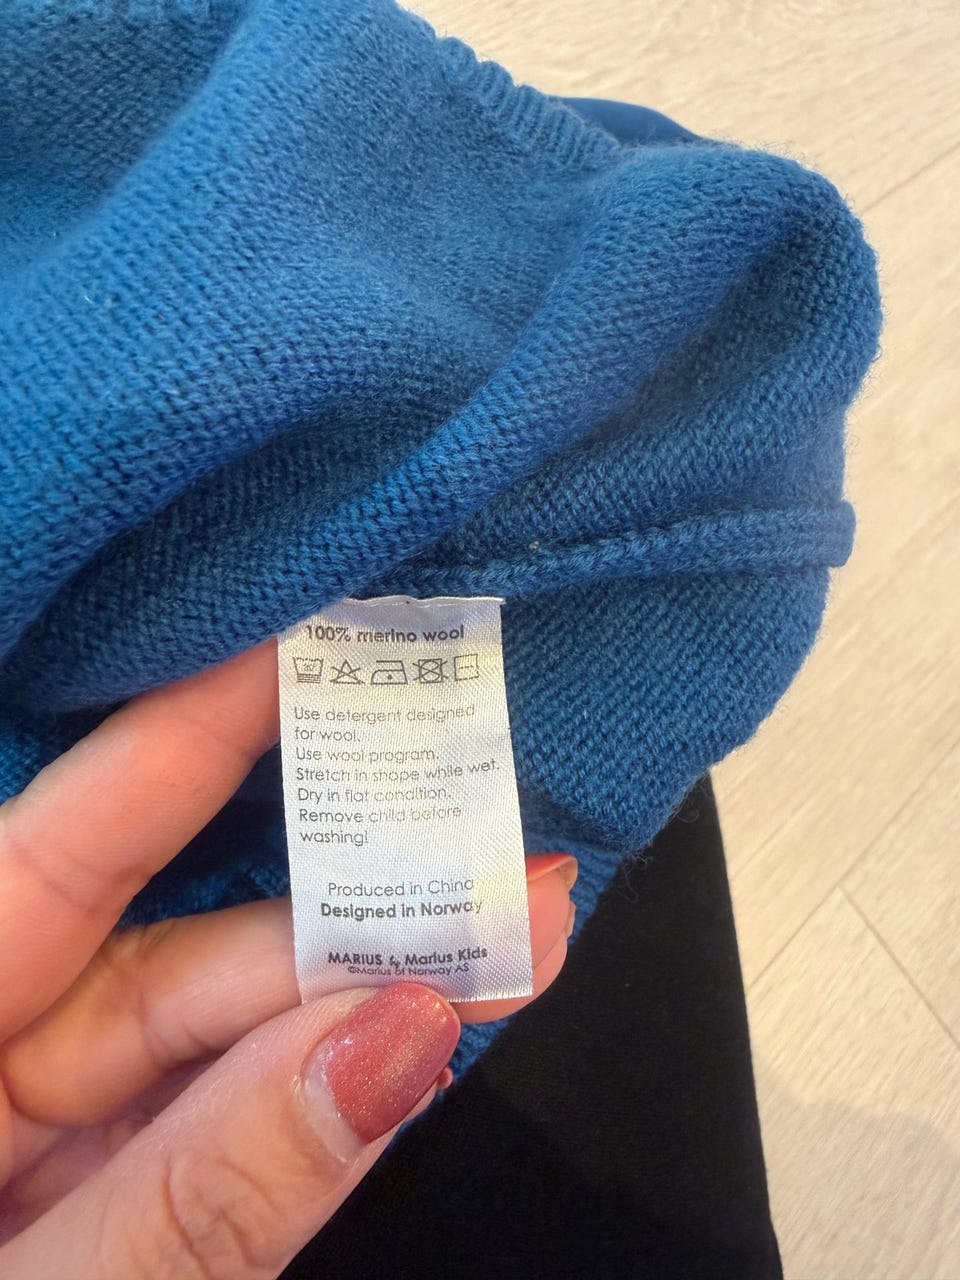 100% merino wool
Use detergent designed
for wool.
Use wool program.
Stretch in shape while wet.
Dry in flat condition.
Remove child before
washing!
Produced in China
Designed in Norway
MARIUS & Marius Kids
©Marius of Norway AS